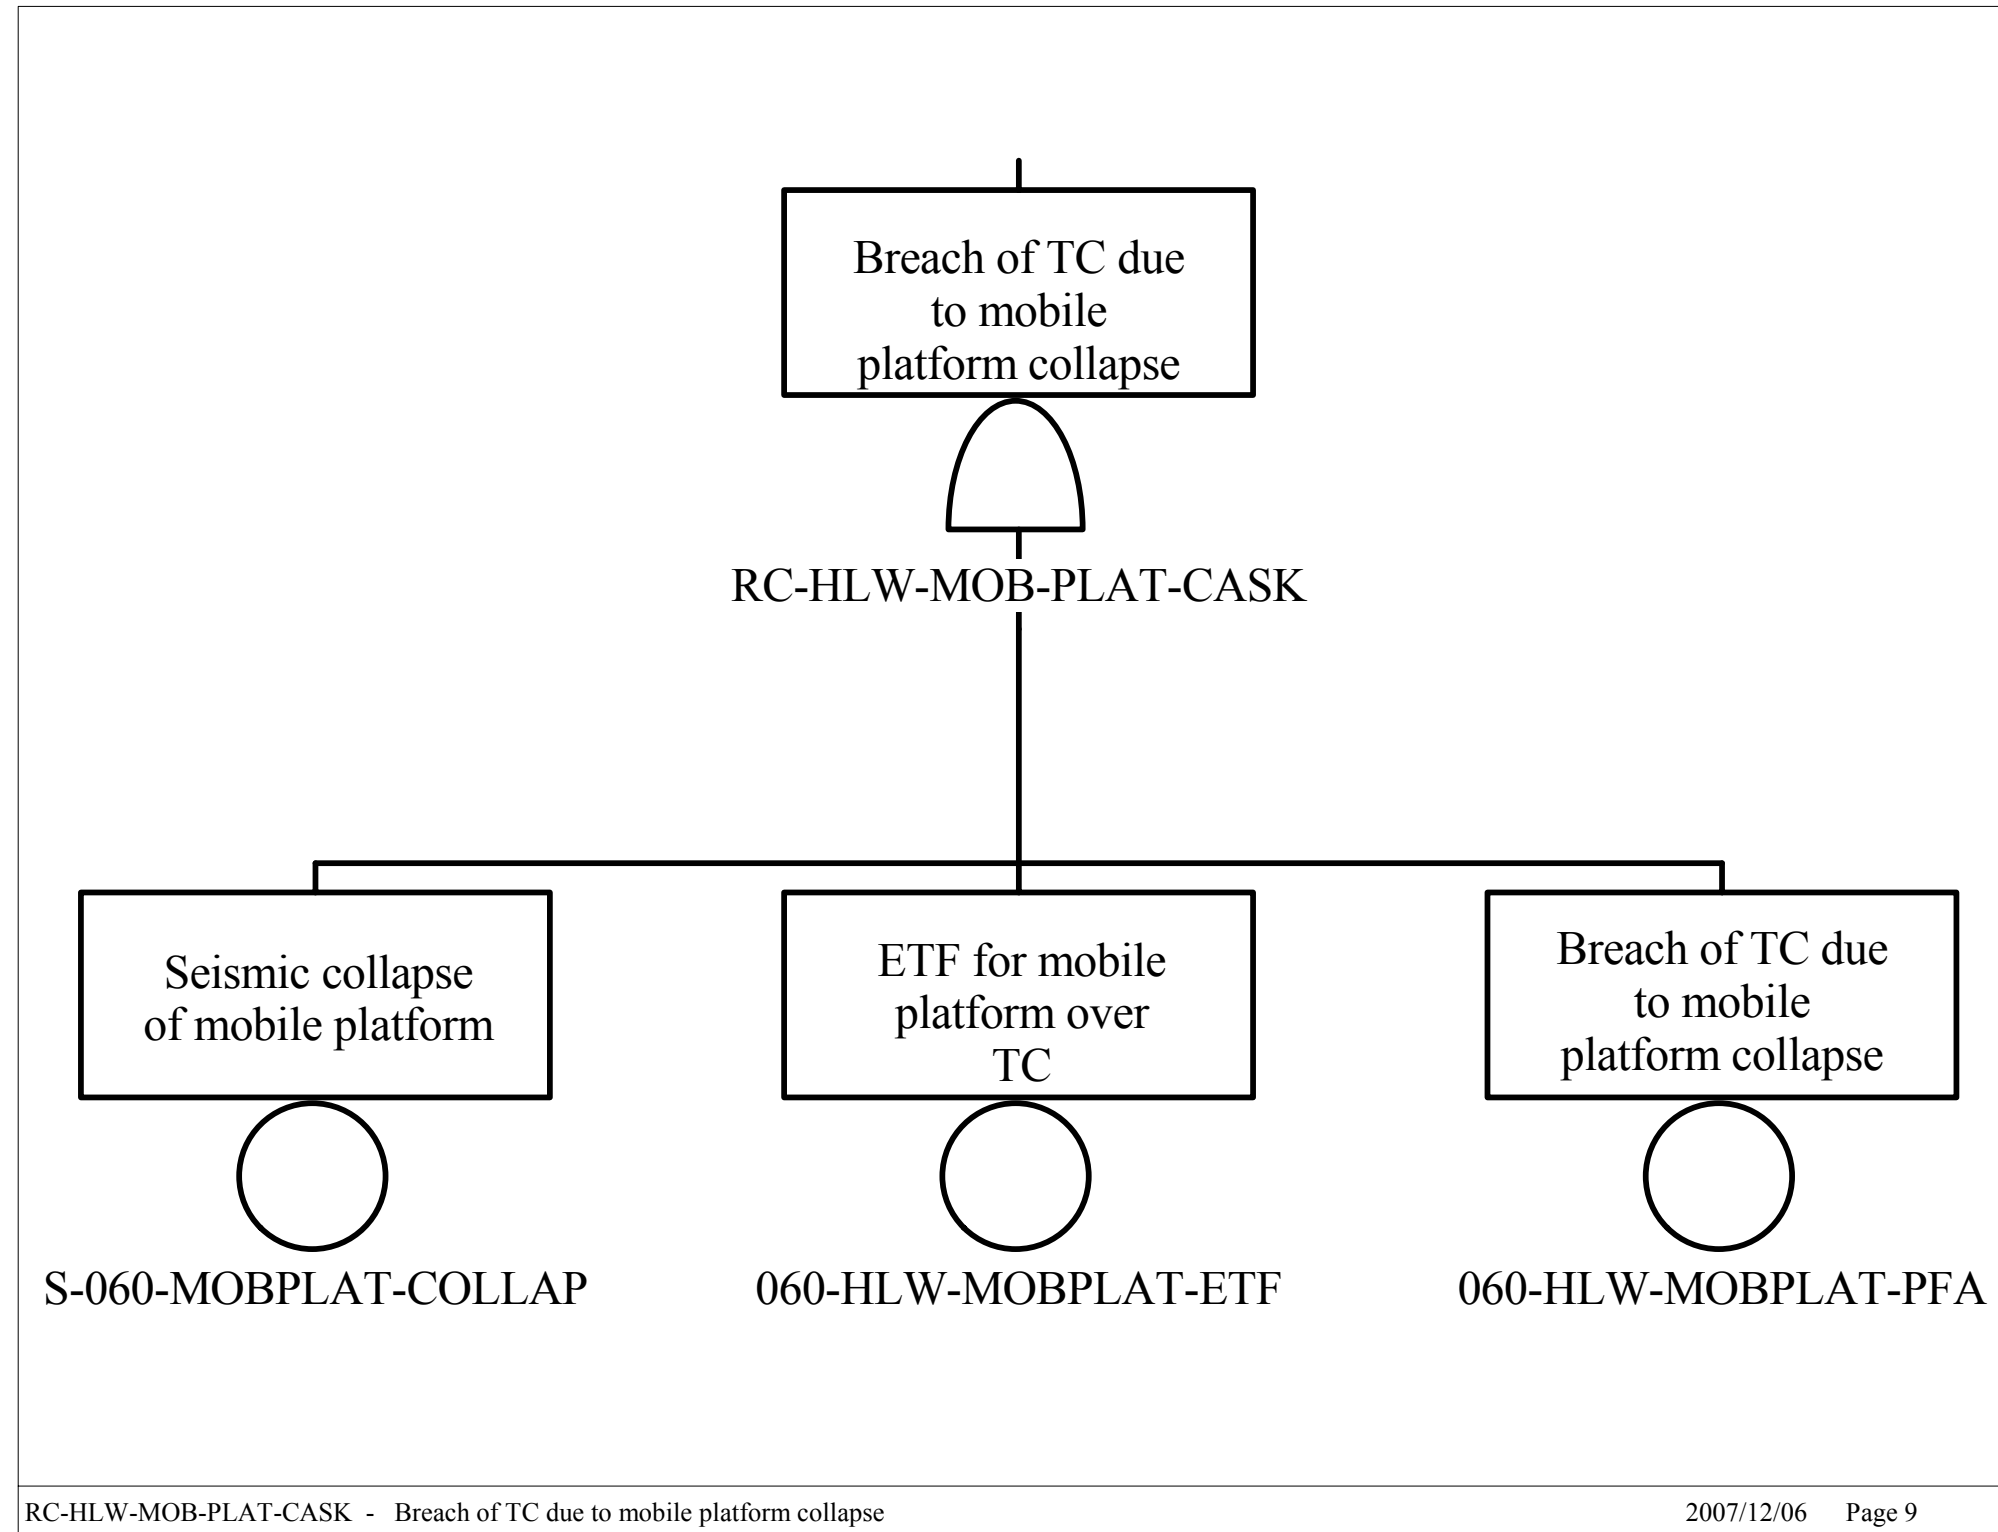 Breach of TC due
to mobile
platform collapse
RC-HLW-MOB-PLAT-CASK
Seismic collapse
of mobile platform
S-060-MOBPLAT-COLLAP
ETF for mobile
platform over
TC
060-HLW-MOBPLAT-ETF
Breach of TC due
to mobile
platform collapse
060-HLW-MOBPLAT-PFA
RC-HLW-MOB-PLAT-CASK - Breach of TC due to mobile platform collapse
2007/12/06 Page 9